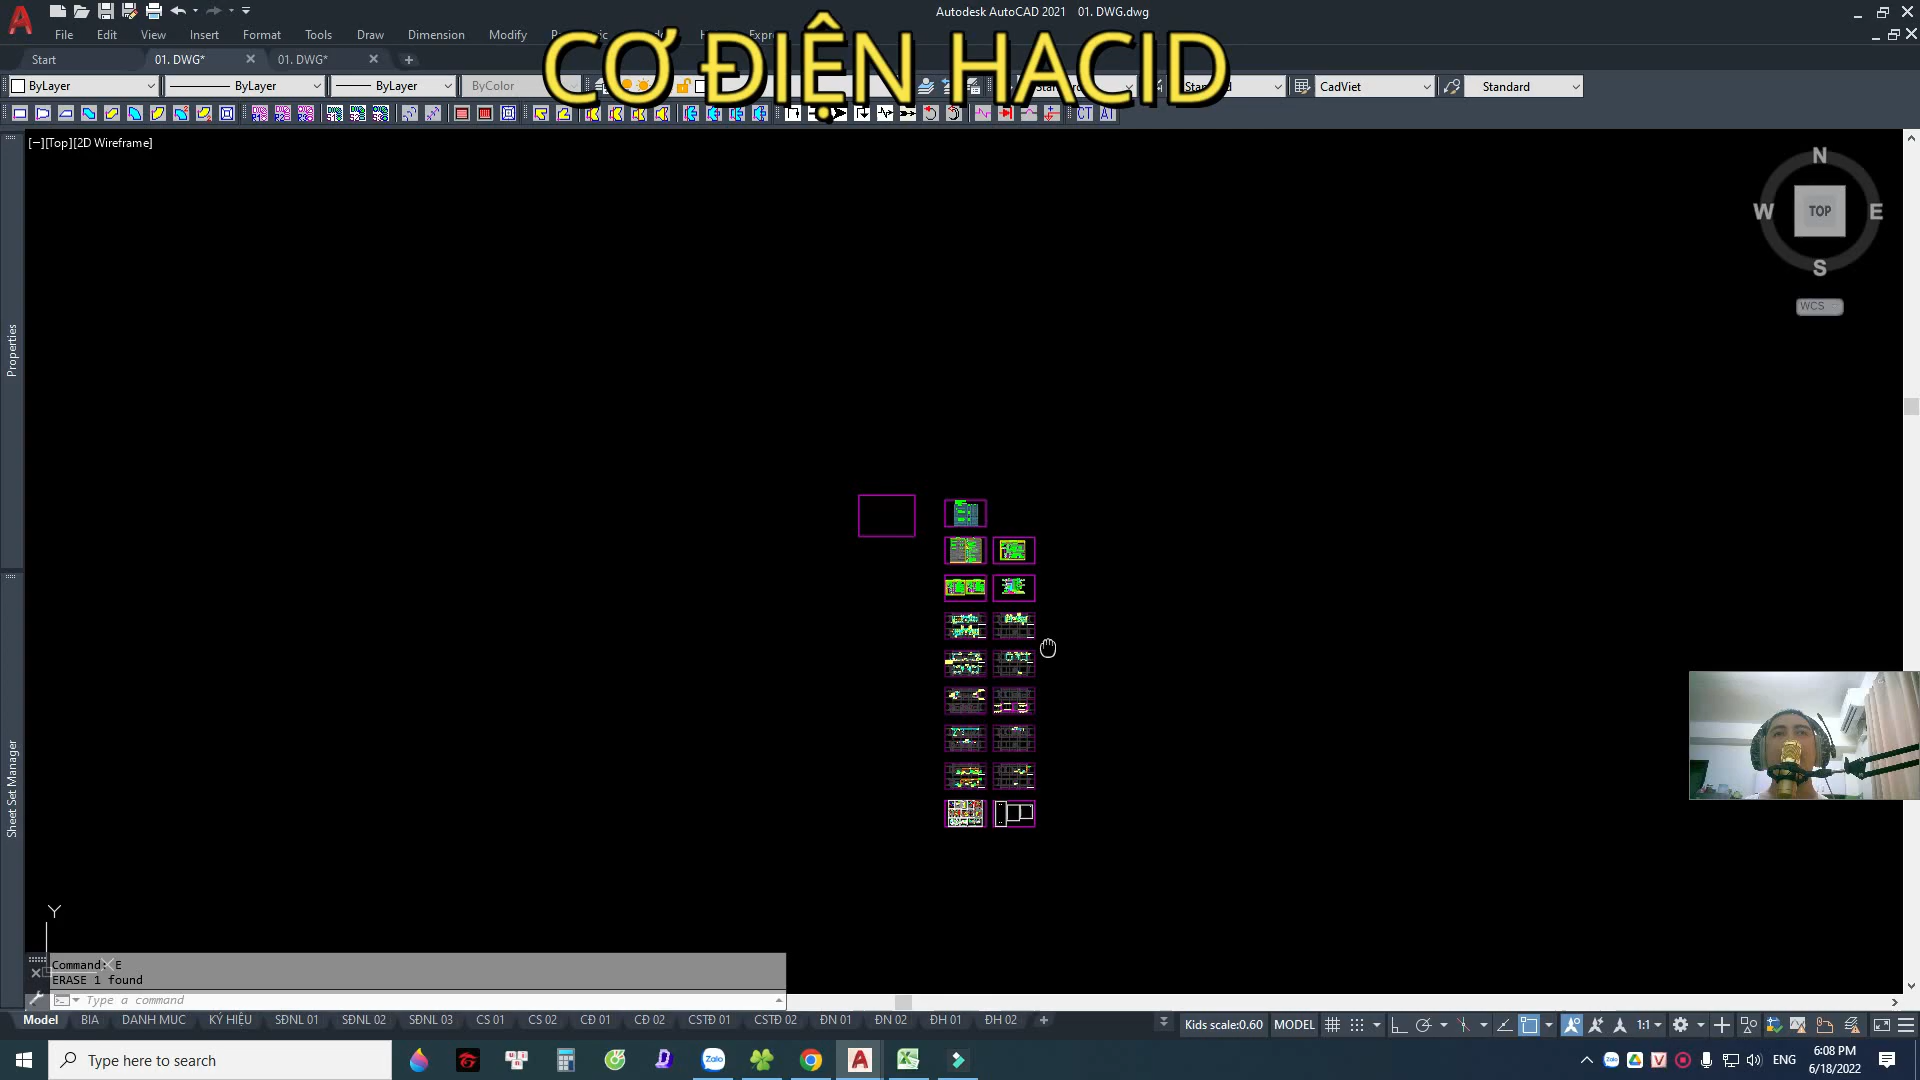 Autodesk AutoCAD 2021 01. DWG.dwg
File Edit View Insert Format Tools Draw Dimension Modify
CƠ ĐIỆN HACID
Start 01. DWG* 01. DWG*
ByLayer ByLayer ByLayer ByColor CadViet Standard
CT AT
[−][Top][2D Wireframe]
N
W TOP E
S
WCS
Properties
Sheet Set Manager
Y
Command: E
ERASE 1 found
Type a command
Model BIA DANH MUC KÝ HIỆU SĐNL 01 SĐNL 02 SĐNL 03 CS 01 CS 02 CĐ 01 CĐ 02 CSTĐ 01 CSTĐ 02 ĐN 01 ĐN 02 ĐH 01 ĐH 02
Kids scale:0.60 MODEL 1:1
Type here to search
Zalo
ENG
6:08 PM
6/18/2022